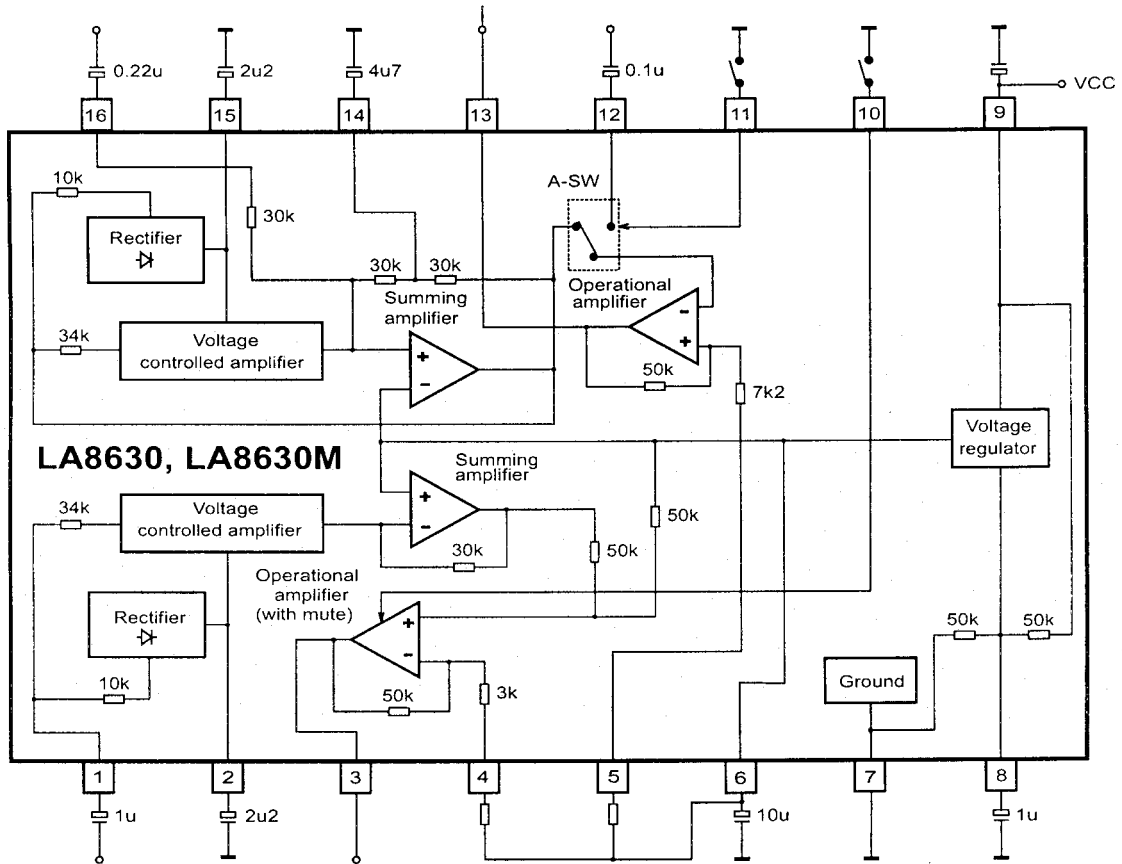 0.22u
2u2
4u7
0.1u
VCC
16
15
14
13
12
11
10
9
10k
A-SW
Rectifier
30k
30k
30k
Operational
amplifier
Summing
amplifier
-
+
34k
Voltage
controlled amplifier
+
-
50k
7k2
Voltage
regulator
LA8630, LA8630M
Summing
amplifier
34k
Voltage
controlled amplifier
+
-
50k
30k
50k
Operational
amplifier
(with mute)
Rectifier
+
-
50k
50k
10k
50k
3k
Ground
1
2
3
4
5
6
7
8
1u
2u2
10u
1u